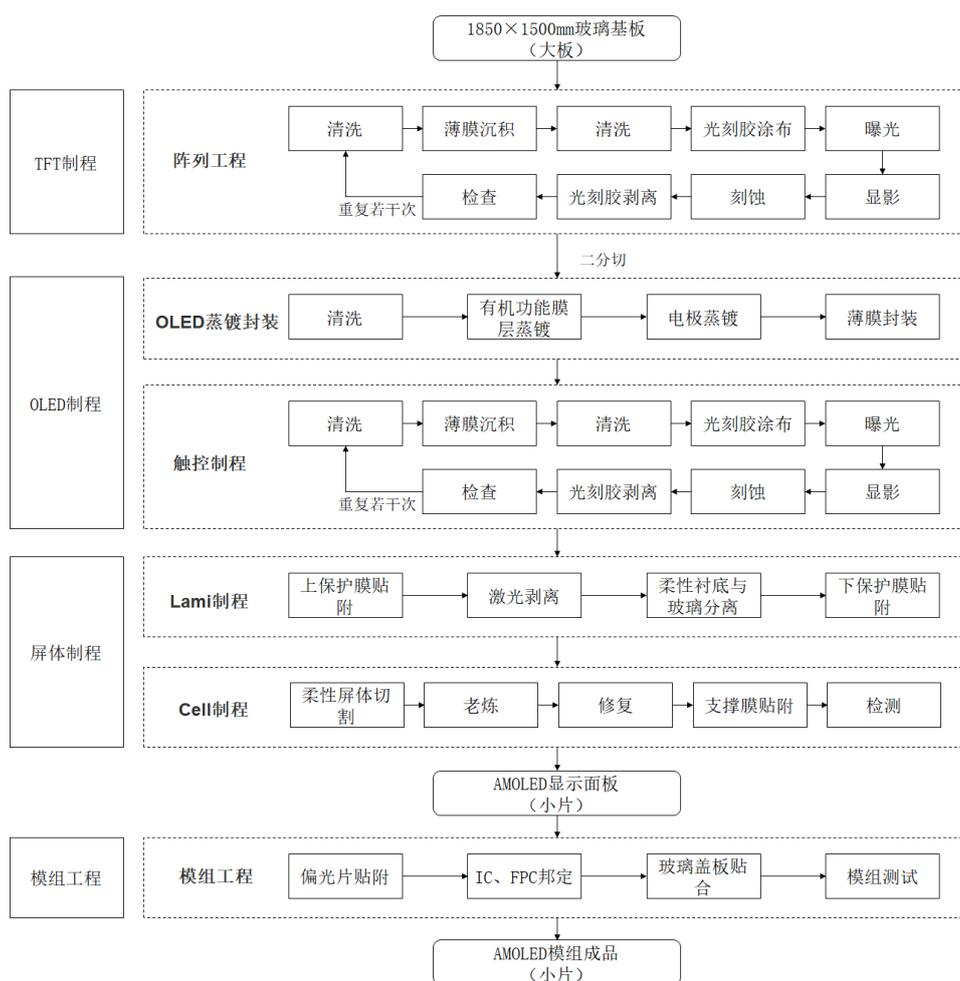 1850×1500mm玻璃基板
（大板）
TFT制程
阵列工程
清洗
薄膜沉积
清洗
光刻胶涂布
曝光
显影
刻蚀
光刻胶剥离
检查
重复若干次
二分切
OLED制程
OLED蒸镀封装
清洗
有机功能膜
层蒸镀
电极蒸镀
薄膜封装
触控制程
清洗
薄膜沉积
清洗
光刻胶涂布
曝光
显影
刻蚀
光刻胶剥离
检查
重复若干次
屏体制程
Lami制程
上保护膜贴
附
激光剥离
柔性衬底与
玻璃分离
下保护膜贴
附
Cell制程
柔性屏体切
割
老炼
修复
支撑膜贴附
检测
AMOLED显示面板
（小片）
模组工程
模组工程
偏光片贴附
IC、FPC邦定
玻璃盖板贴
合
模组测试
AMOLED模组成品
（小片）